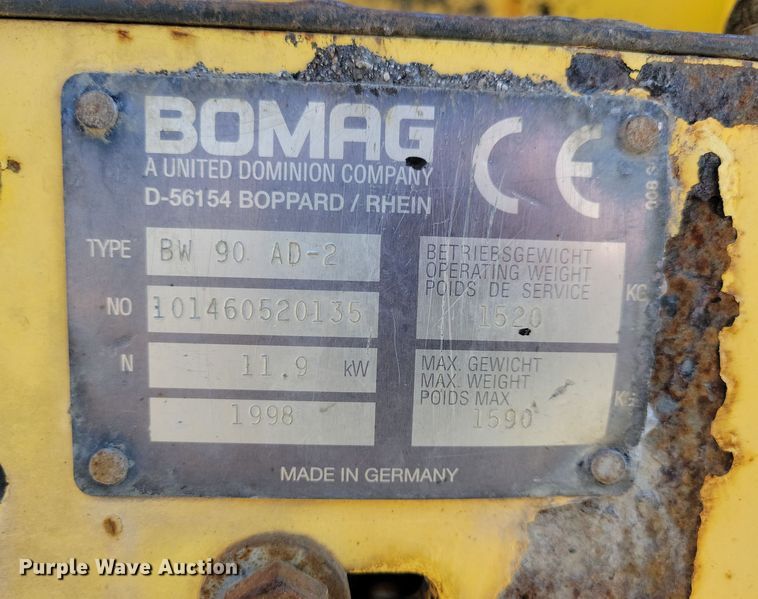 BOMAG
A UNITED DOMINION COMPANY
D-56154 BOPPARD / RHEIN
CE
TYPE BW 90 AD-2
NO 101460520135
N 11.9 kW
1998
BETRIEBSGEWICHT
OPERATING WEIGHT
POIDS DE SERVICE KG
1520
MAX. GEWICHT
MAX. WEIGHT
POIDS MAX KG
1590
MADE IN GERMANY
Purple Wave Auction